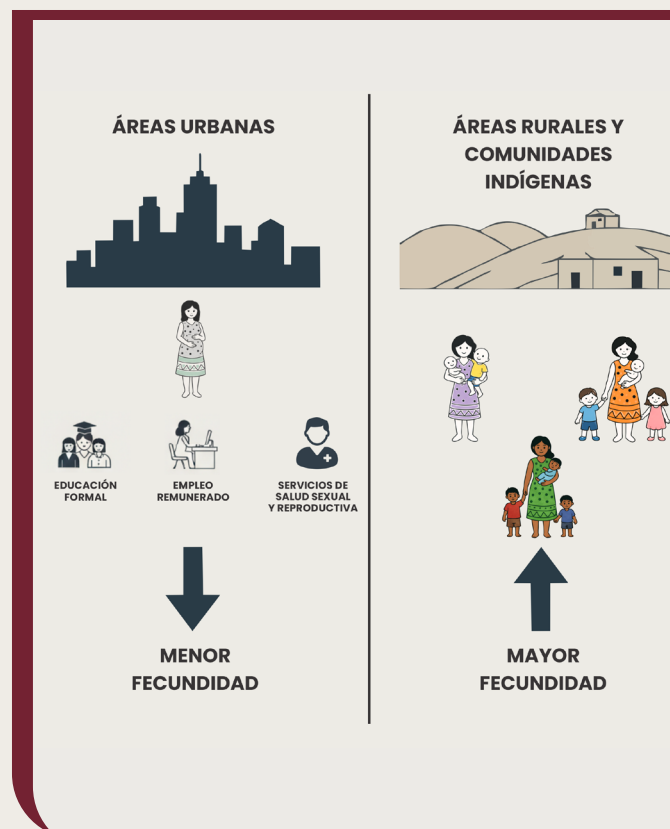 ÁREAS URBANAS
EDUCACIÓN
FORMAL
EMPLEO
REMUNERADO
SERVICIOS DE
SALUD SEXUAL
Y REPRODUCTIVA
MENOR
FECUNDIDAD
ÁREAS RURALES Y
COMUNIDADES
INDÍGENAS
MAYOR
FECUNDIDAD